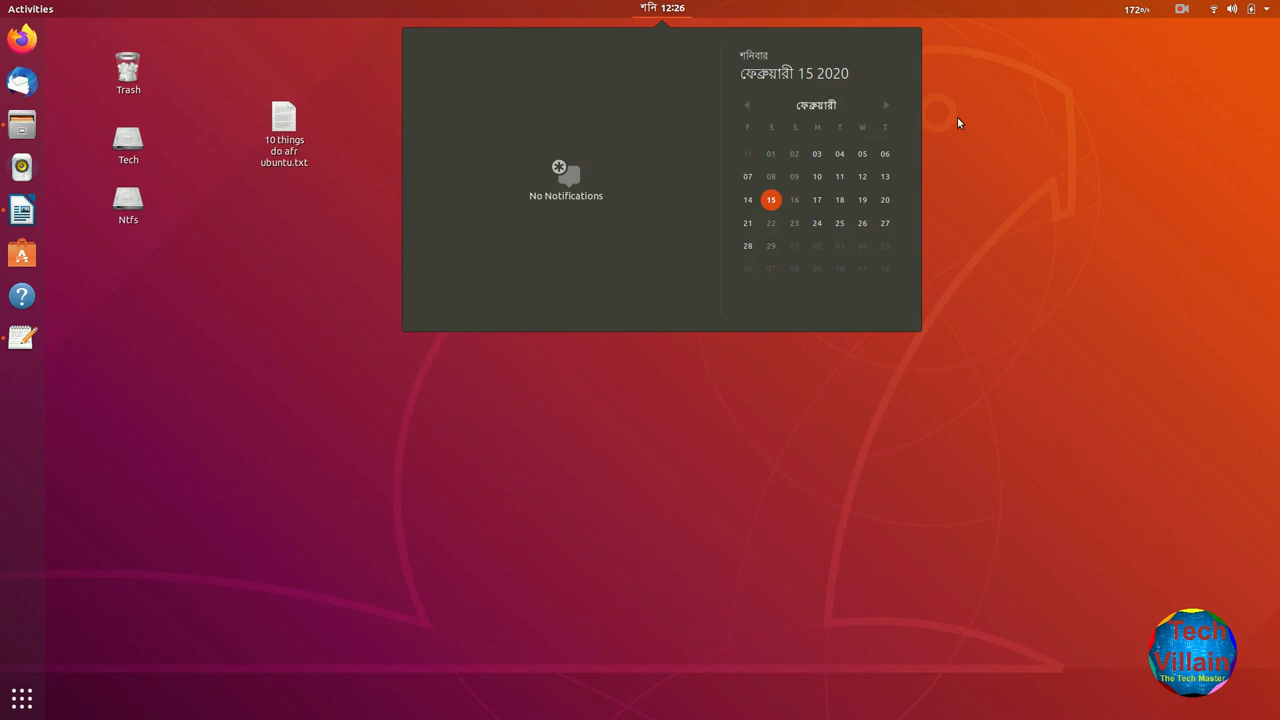 Activities
শনি 12:26
172 B/s
Trash
Tech
Ntfs
10 things
do afr
ubuntu.txt
No Notifications
শনিবার
ফেব্রুয়ারী 15 2020
ফেব্রুয়ারী
F S S M T W T
31 01 02 03 04 05 06
07 08 09 10 11 12 13
14 15 16 17 18 19 20
21 22 23 24 25 26 27
28 29 01 02 03 04 05
06 07 08 09 10 11 12
Tech
Villain
The Tech Master